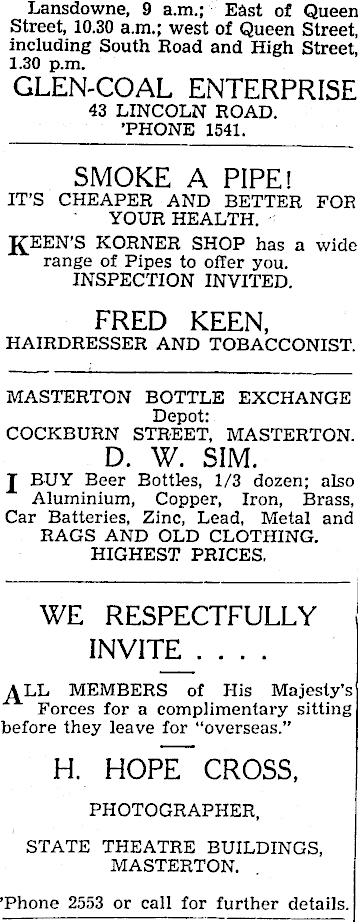 Lansdowne, 9 a.m.; East of Queen
Street, 10.30 a.m.; west of Queen Street,
including South Road and High Street,
1.30 p.m.
GLEN-COAL ENTERPRISE
43 LINCOLN ROAD.
'PHONE 1541.
SMOKE A PIPE!
IT'S CHEAPER AND BETTER FOR
YOUR HEALTH.
KEEN'S KORNER SHOP has a wide
range of Pipes to offer you.
INSPECTION INVITED.
FRED KEEN,
HAIRDRESSER AND TOBACCONIST.
MASTERTON BOTTLE EXCHANGE
Depot:
COCKBURN STREET, MASTERTON.
D. W. SIM.
I BUY Beer Bottles, 1/3 dozen; also
Aluminium, Copper, Iron, Brass,
Car Batteries, Zinc, Lead, Metal and
RAGS AND OLD CLOTHING.
HIGHEST PRICES.
WE RESPECTFULLY
INVITE . . . .
ALL MEMBERS of His Majesty's
Forces for a complimentary sitting
before they leave for "overseas."
H. HOPE CROSS,
PHOTOGRAPHER,
STATE THEATRE BUILDINGS,
MASTERTON.
'Phone 2553 or call for further details.